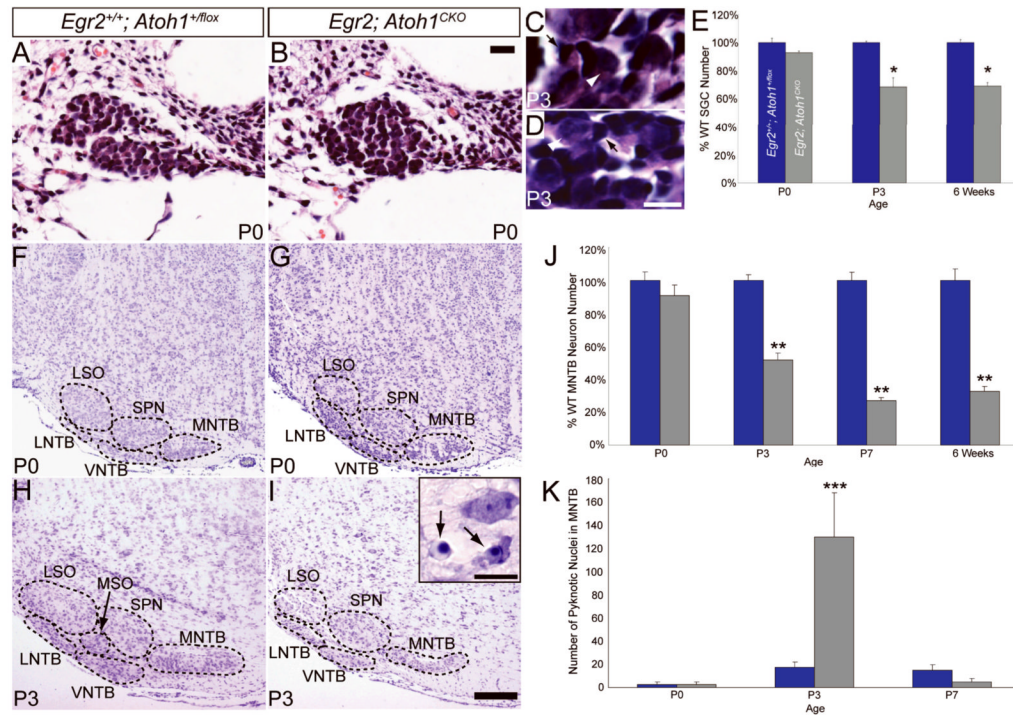 Egr2+/+; Atoh1+/flox
Egr2; Atoh1CKO
A
P0
B
P0
C
P3
D
P3
E
% WT SGC Number
120%
100%
80%
60%
40%
20%
0%
Egr2+/+; Atoh1+/flox
Egr2; Atoh1CKO
*
*
P0
P3
6 Weeks
Age
F
LSO
SPN
MNTB
LNTB
VNTB
P0
G
LSO
SPN
MNTB
LNTB
VNTB
P0
H
LSO
MSO
SPN
MNTB
LNTB
VNTB
P3
I
LSO
SPN
MNTB
LNTB
VNTB
P3
J
% WT MNTB Neuron Number
120%
100%
80%
60%
40%
20%
0%
**
**
**
P0
P3
P7
6 Weeks
Age
K
Number of Pyknotic Nuclei in MNTB
180
160
140
120
100
80
60
40
20
0
***
P0
P3
P7
Age